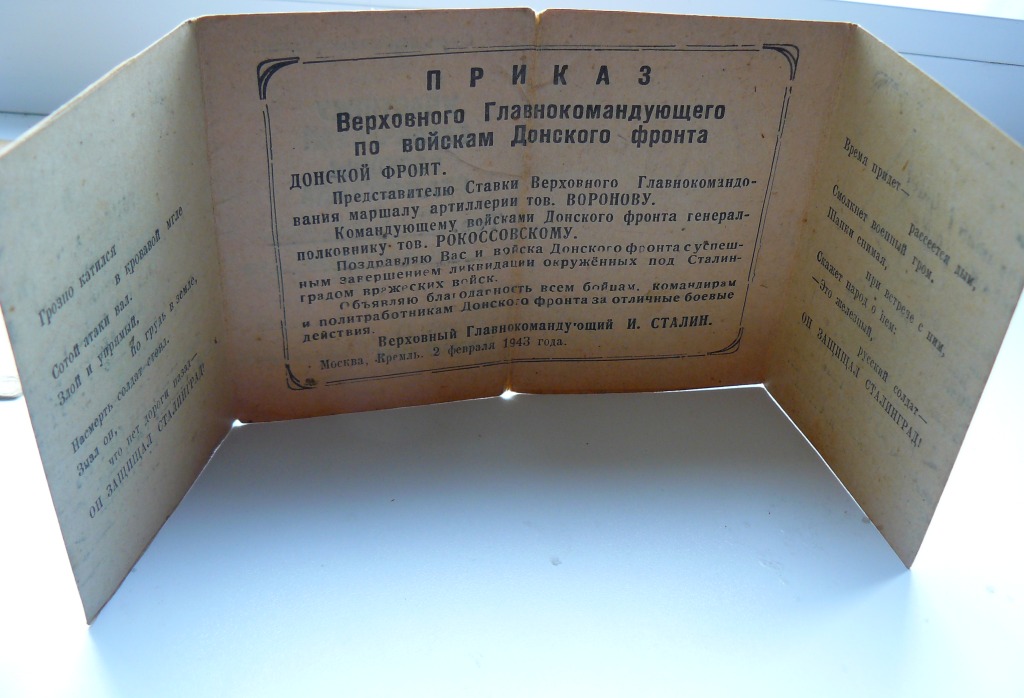 Грозно катился
в кровавой мгле
Сотой атаки вал.
Злой и упрямый,
по грудь в земле,
Насмерть солдат стоял.
Знал он,
что нет дороги назад—
ОН ЗАЩИЩАЛ СТАЛИНГРАД!
ПРИКАЗ
Верховного Главнокомандующего
по войскам Донского фронта
ДОНСКОЙ ФРОНТ.
Представителю Ставки Верховного Главнокомандо-
вания маршалу артиллерии тов. ВОРОНОВУ.
Командующему войсками Донского фронта генерал-
полковнику тов. РОКОССОВСКОМУ.
Поздравляю Вас и войска Донского фронта с успеш-
ным завершением ликвидации окружённых под Сталин-
градом вражеских войск.
Объявляю благодарность всем бойцам, командирам
и политработникам Донского фронта за отличные боевые
действия.
Верховный Главнокомандующий И. СТАЛИН.
Москва, Кремль. 2 февраля 1943 года.
Время придет—
рассеется дым,
Смолкнет военный гром.
Шапки снимая,
при встрече с ним,
Скажет народ о нем:
—Это железный,
русский солдат—
ОН ЗАЩИЩАЛ СТАЛИНГРАД!